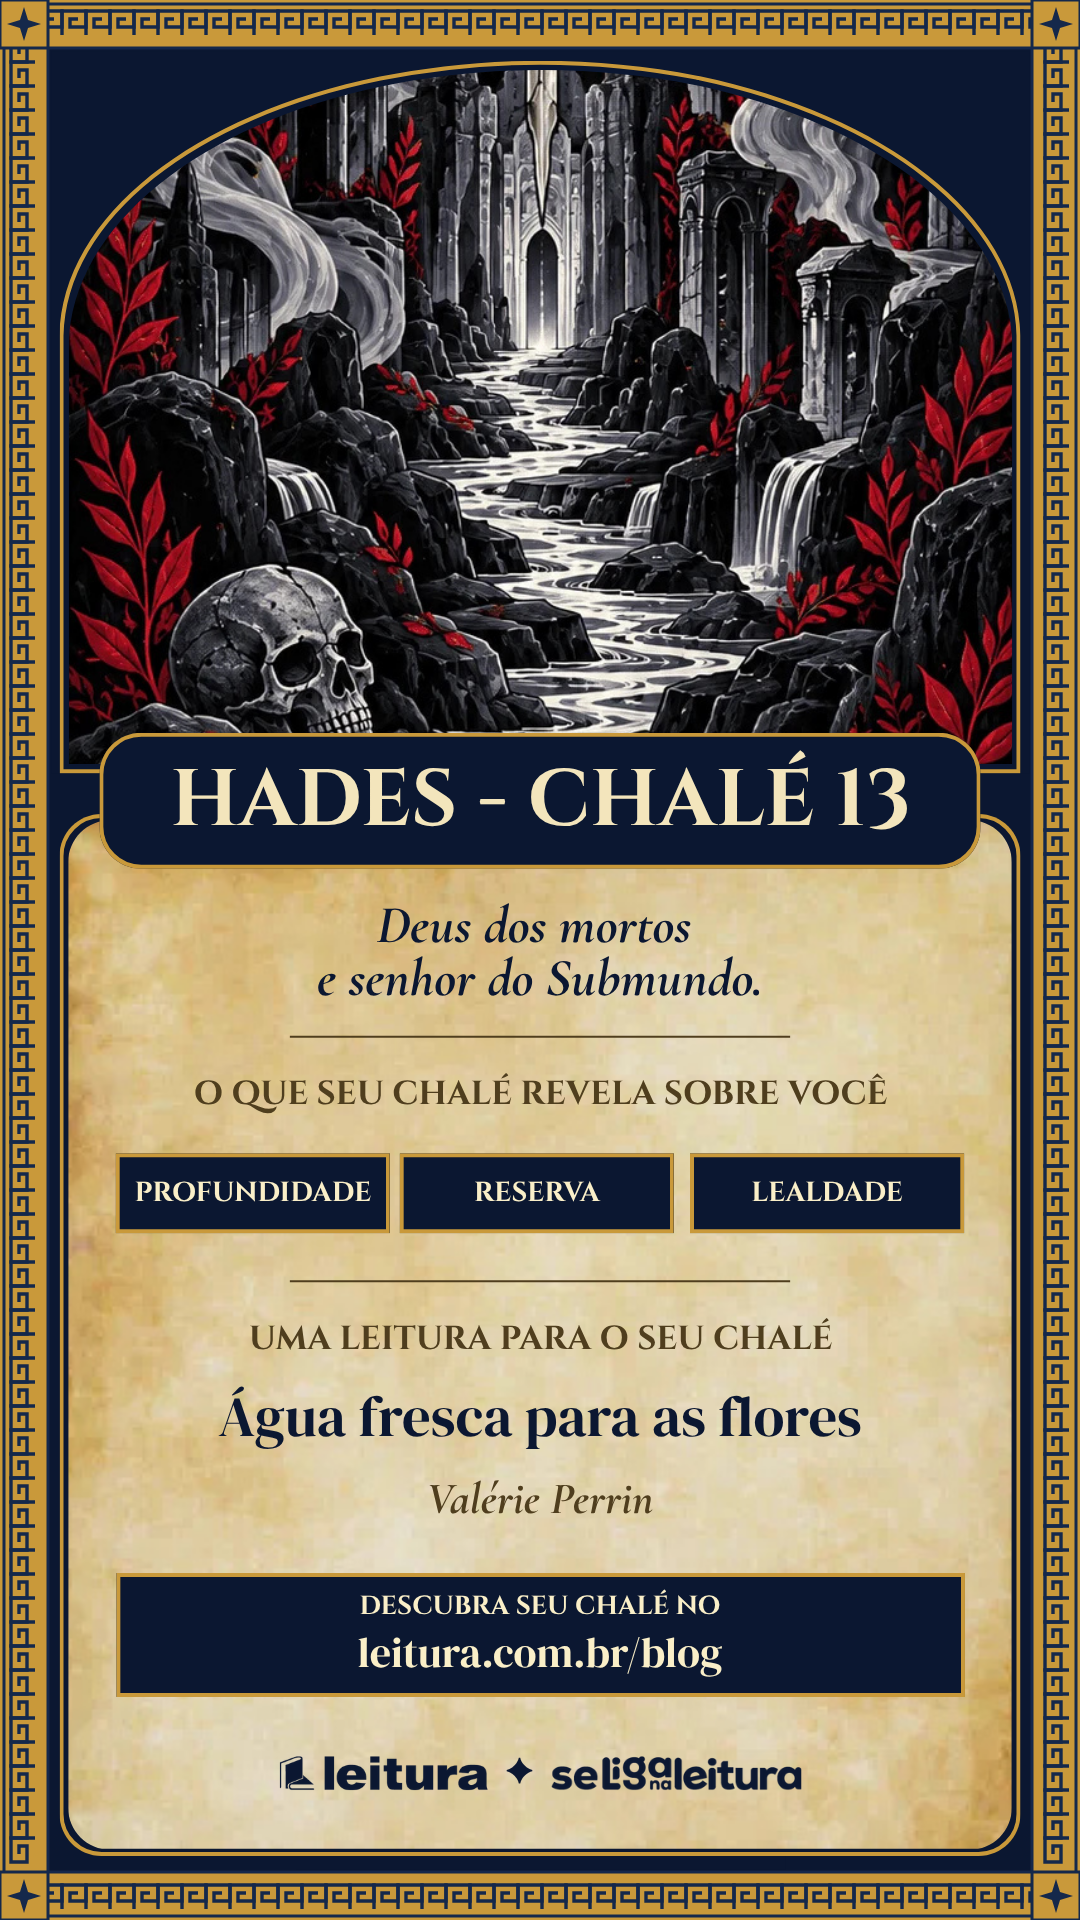 HADES - CHALÉ 13
Deus dos mortos
e senhor do Submundo.
O QUE SEU CHALÉ REVELA SOBRE VOCÊ
PROFUNDIDADE
RESERVA
LEALDADE
UMA LEITURA PARA O SEU CHALÉ
Água fresca para as flores
Valérie Perrin
DESCUBRA SEU CHALÉ NO
leitura.com.br/blog
leitura ✦ seliganaleitura